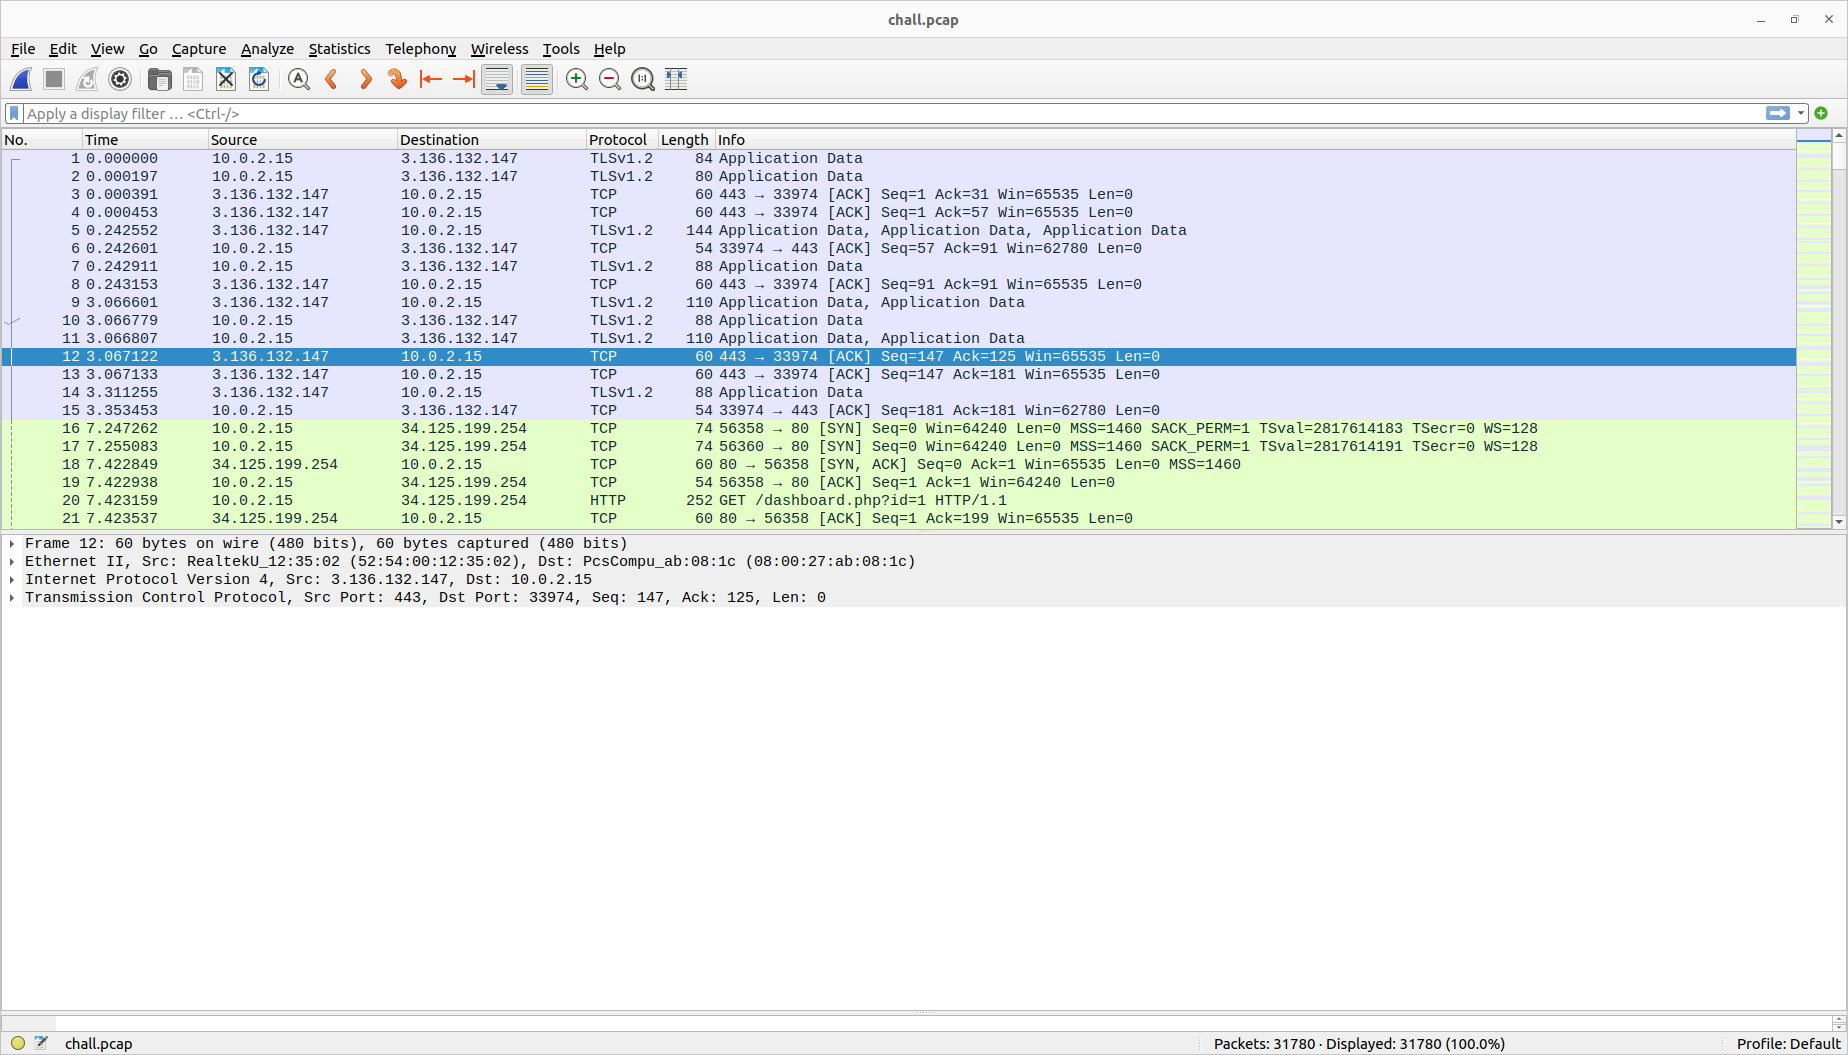 chall.pcap
File Edit View Go Capture Analyze Statistics Telephony Wireless Tools Help
Apply a display filter … <Ctrl-/>
No. Time Source Destination Protocol Length Info
1 0.000000 10.0.2.15 3.136.132.147 TLSv1.2 84 Application Data
2 0.000197 10.0.2.15 3.136.132.147 TLSv1.2 80 Application Data
3 0.000391 3.136.132.147 10.0.2.15 TCP 60 443 → 33974 [ACK] Seq=1 Ack=31 Win=65535 Len=0
4 0.000453 3.136.132.147 10.0.2.15 TCP 60 443 → 33974 [ACK] Seq=1 Ack=57 Win=65535 Len=0
5 0.242552 3.136.132.147 10.0.2.15 TLSv1.2 144 Application Data, Application Data, Application Data
6 0.242601 10.0.2.15 3.136.132.147 TCP 54 33974 → 443 [ACK] Seq=57 Ack=91 Win=62780 Len=0
7 0.242911 10.0.2.15 3.136.132.147 TLSv1.2 88 Application Data
8 0.243153 3.136.132.147 10.0.2.15 TCP 60 443 → 33974 [ACK] Seq=91 Ack=91 Win=65535 Len=0
9 3.066601 3.136.132.147 10.0.2.15 TLSv1.2 110 Application Data, Application Data
10 3.066779 10.0.2.15 3.136.132.147 TLSv1.2 88 Application Data
11 3.066807 10.0.2.15 3.136.132.147 TLSv1.2 110 Application Data, Application Data
12 3.067122 3.136.132.147 10.0.2.15 TCP 60 443 → 33974 [ACK] Seq=147 Ack=125 Win=65535 Len=0
13 3.067133 3.136.132.147 10.0.2.15 TCP 60 443 → 33974 [ACK] Seq=147 Ack=181 Win=65535 Len=0
14 3.311255 3.136.132.147 10.0.2.15 TLSv1.2 88 Application Data
15 3.353453 10.0.2.15 3.136.132.147 TCP 54 33974 → 443 [ACK] Seq=181 Ack=181 Win=62780 Len=0
16 7.247262 10.0.2.15 34.125.199.254 TCP 74 56358 → 80 [SYN] Seq=0 Win=64240 Len=0 MSS=1460 SACK_PERM=1 TSval=2817614183 TSecr=0 WS=128
17 7.255083 10.0.2.15 34.125.199.254 TCP 74 56360 → 80 [SYN] Seq=0 Win=64240 Len=0 MSS=1460 SACK_PERM=1 TSval=2817614191 TSecr=0 WS=128
18 7.422849 34.125.199.254 10.0.2.15 TCP 60 80 → 56358 [SYN, ACK] Seq=0 Ack=1 Win=65535 Len=0 MSS=1460
19 7.422938 10.0.2.15 34.125.199.254 TCP 54 56358 → 80 [ACK] Seq=1 Ack=1 Win=64240 Len=0
20 7.423159 10.0.2.15 34.125.199.254 HTTP 252 GET /dashboard.php?id=1 HTTP/1.1
21 7.423537 34.125.199.254 10.0.2.15 TCP 60 80 → 56358 [ACK] Seq=1 Ack=199 Win=65535 Len=0
Frame 12: 60 bytes on wire (480 bits), 60 bytes captured (480 bits)
Ethernet II, Src: RealtekU_12:35:02 (52:54:00:12:35:02), Dst: PcsCompu_ab:08:1c (08:00:27:ab:08:1c)
Internet Protocol Version 4, Src: 3.136.132.147, Dst: 10.0.2.15
Transmission Control Protocol, Src Port: 443, Dst Port: 33974, Seq: 147, Ack: 125, Len: 0
chall.pcap Packets: 31780 · Displayed: 31780 (100.0%) Profile: Default